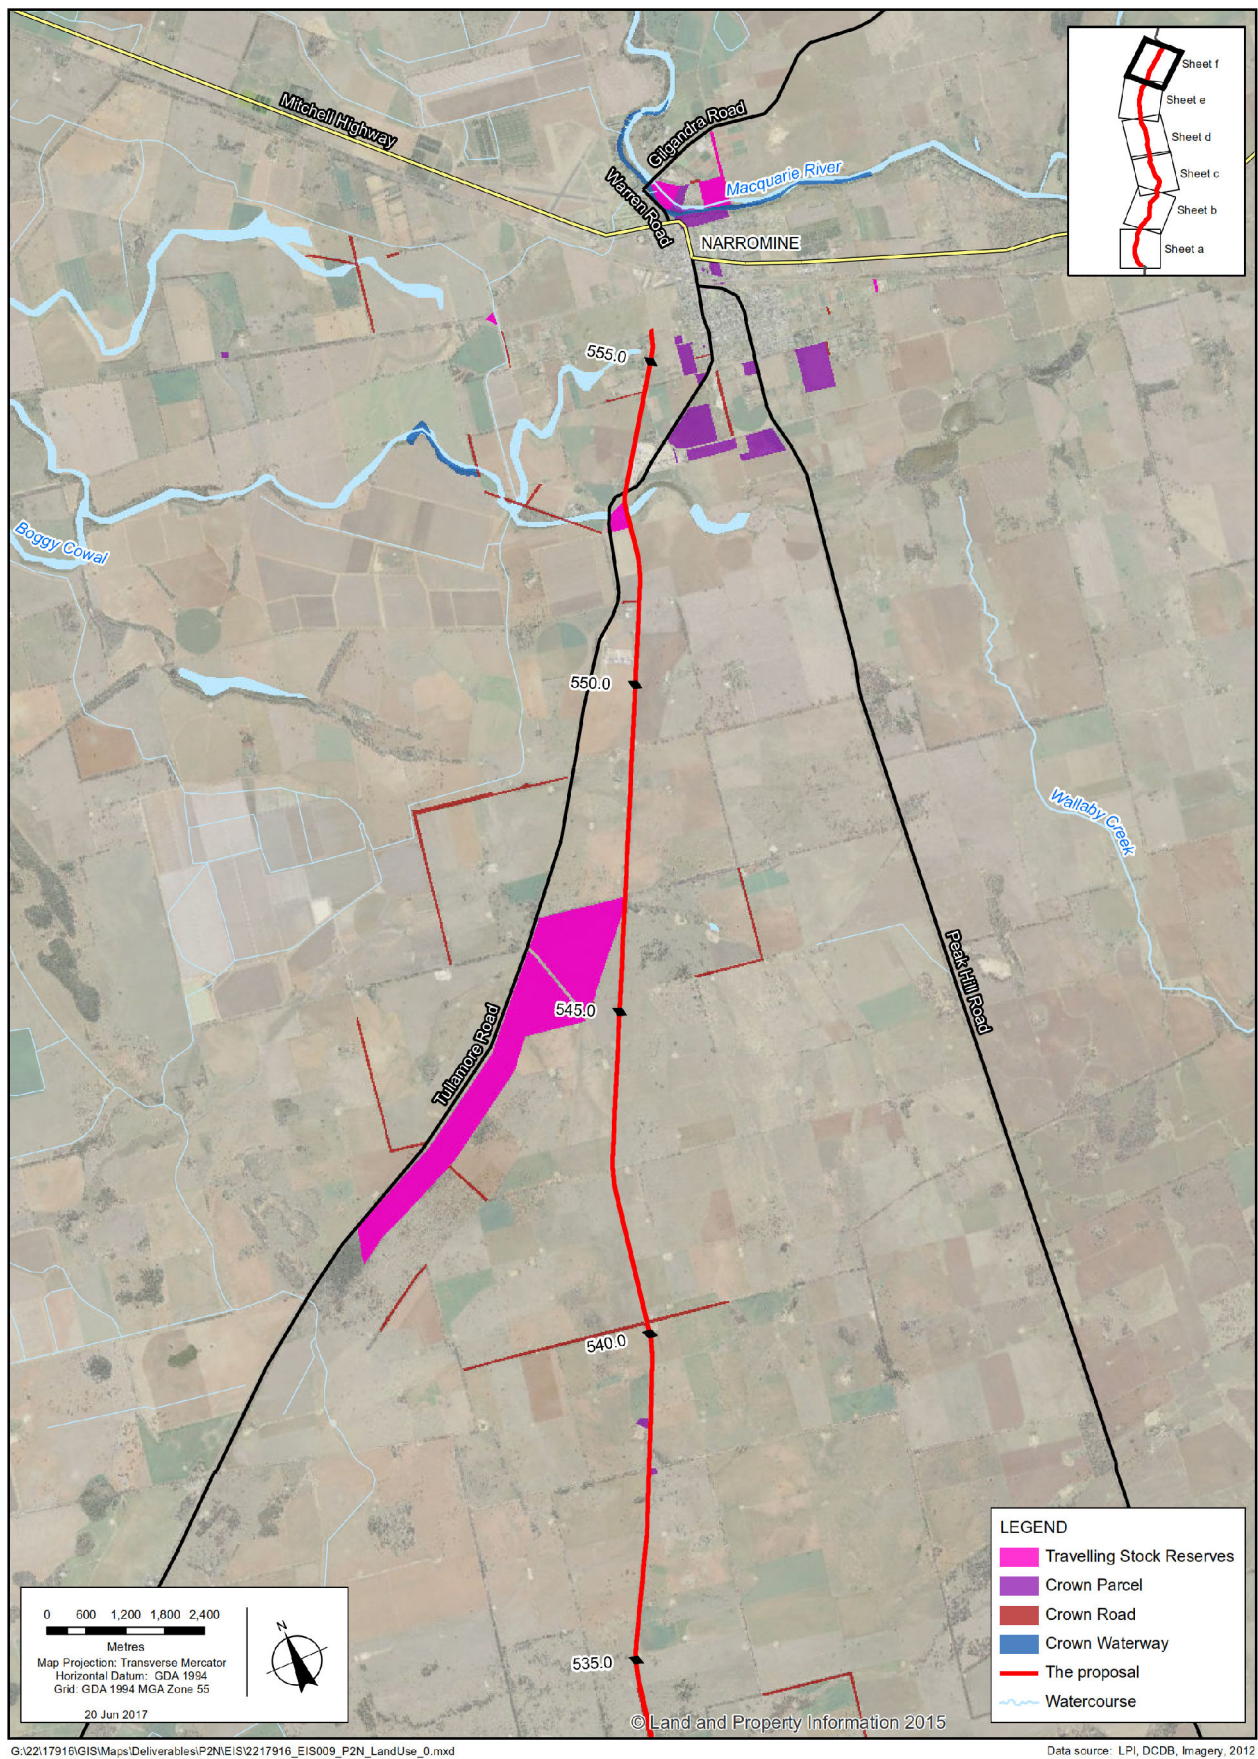 Sheet f
Sheet e
Sheet d
Sheet c
Sheet b
Sheet a
Mitchell Highway
Gilgandra Road
Macquarie River
Warren Road
NARROMINE
555.0
Boggy Cowal
550.0
Wallaby Creek
Peak Hill Road
545.0
Tullamore Road
540.0
535.0
LEGEND
Travelling Stock Reserves
Crown Parcel
Crown Road
Crown Waterway
The proposal
Watercourse
0 600 1,200 1,800 2,400
Metres
Map Projection: Transverse Mercator
Horizontal Datum: GDA 1994
Grid: GDA 1994 MGA Zone 55
20 Jun 2017
N
© Land and Property Information 2015
G:\22\17916\GIS\Maps\Deliverables\P2N\EIS\2217916_EIS009_P2N_LandUse_0.mxd
Data source: LPI, DCDB, Imagery, 2012